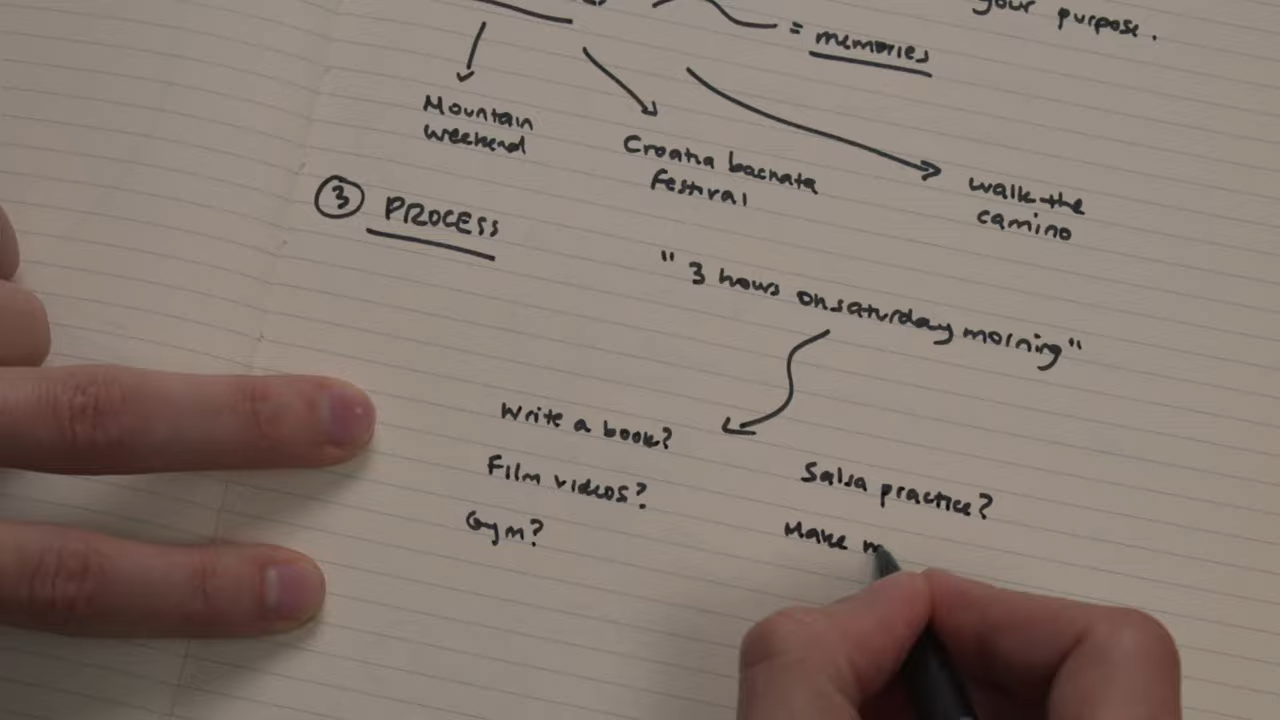 your purpose.
= memories
Mountain
weekend
Croatia bachata
festival
walk the
camino
3 PROCESS
" 3 hours on saturday morning"
Write a book?
Film videos?
Gym?
Salsa practice?
Make m